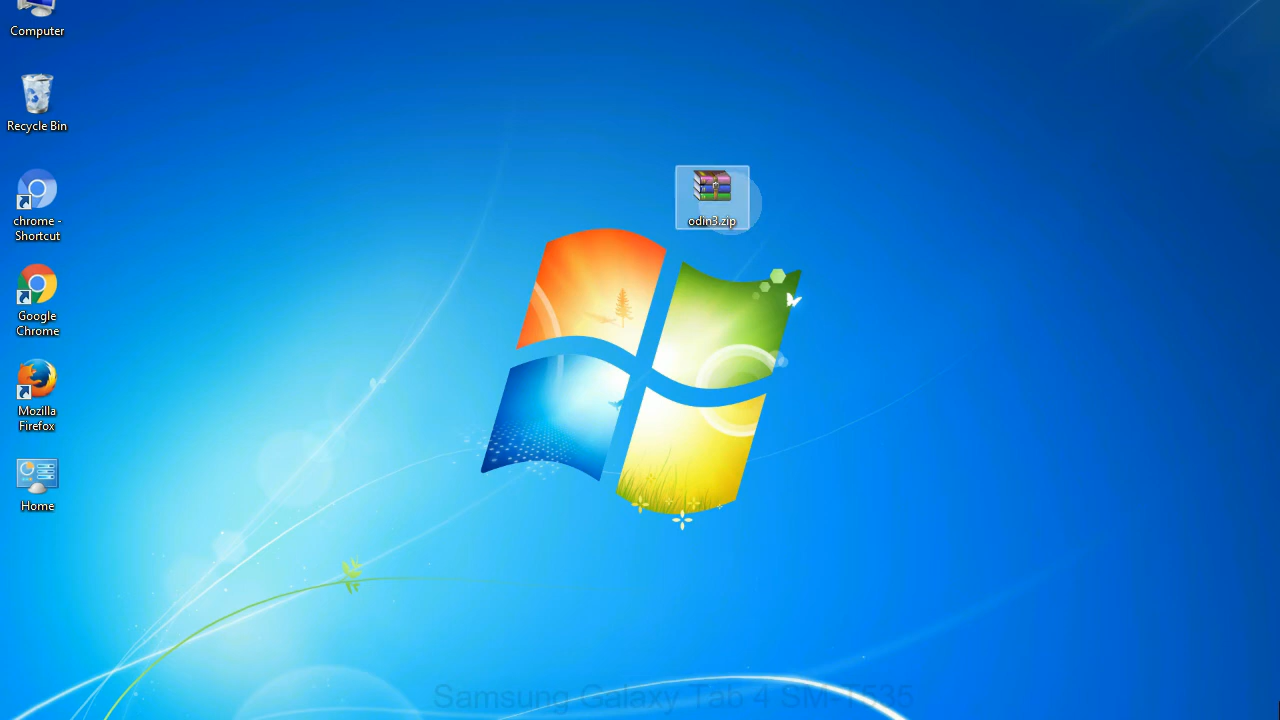 Computer
Recycle Bin
chrome -
Shortcut
Google
Chrome
Mozilla
Firefox
Home
odin3.zip
Samsung Galaxy Tab 4 SM-T535